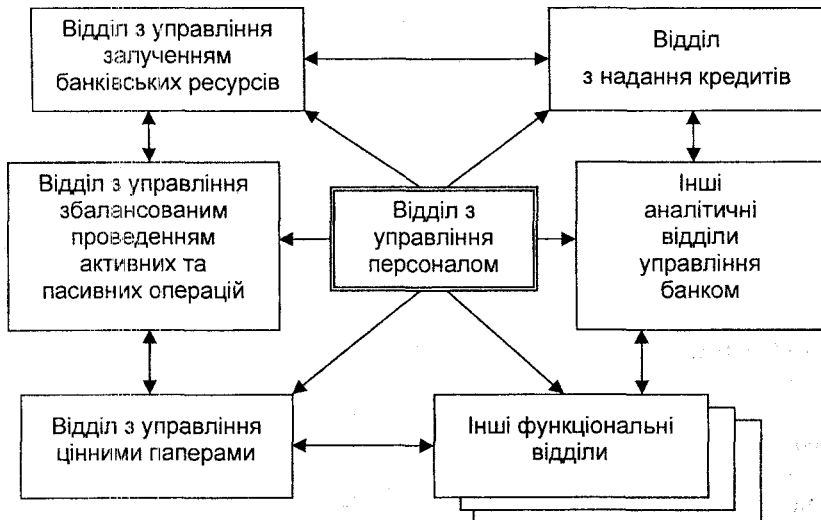 Відділ з управління
залученням
банківських ресурсів
Відділ
з надання кредитів
Відділ з управління
збалансованим
проведенням
активних та
пасивних операцій
Відділ з
управління
персоналом
Інші
аналітичні
відділи
управління
банком
Відділ з управління
цінними паперами
Інші функціональні
відділи